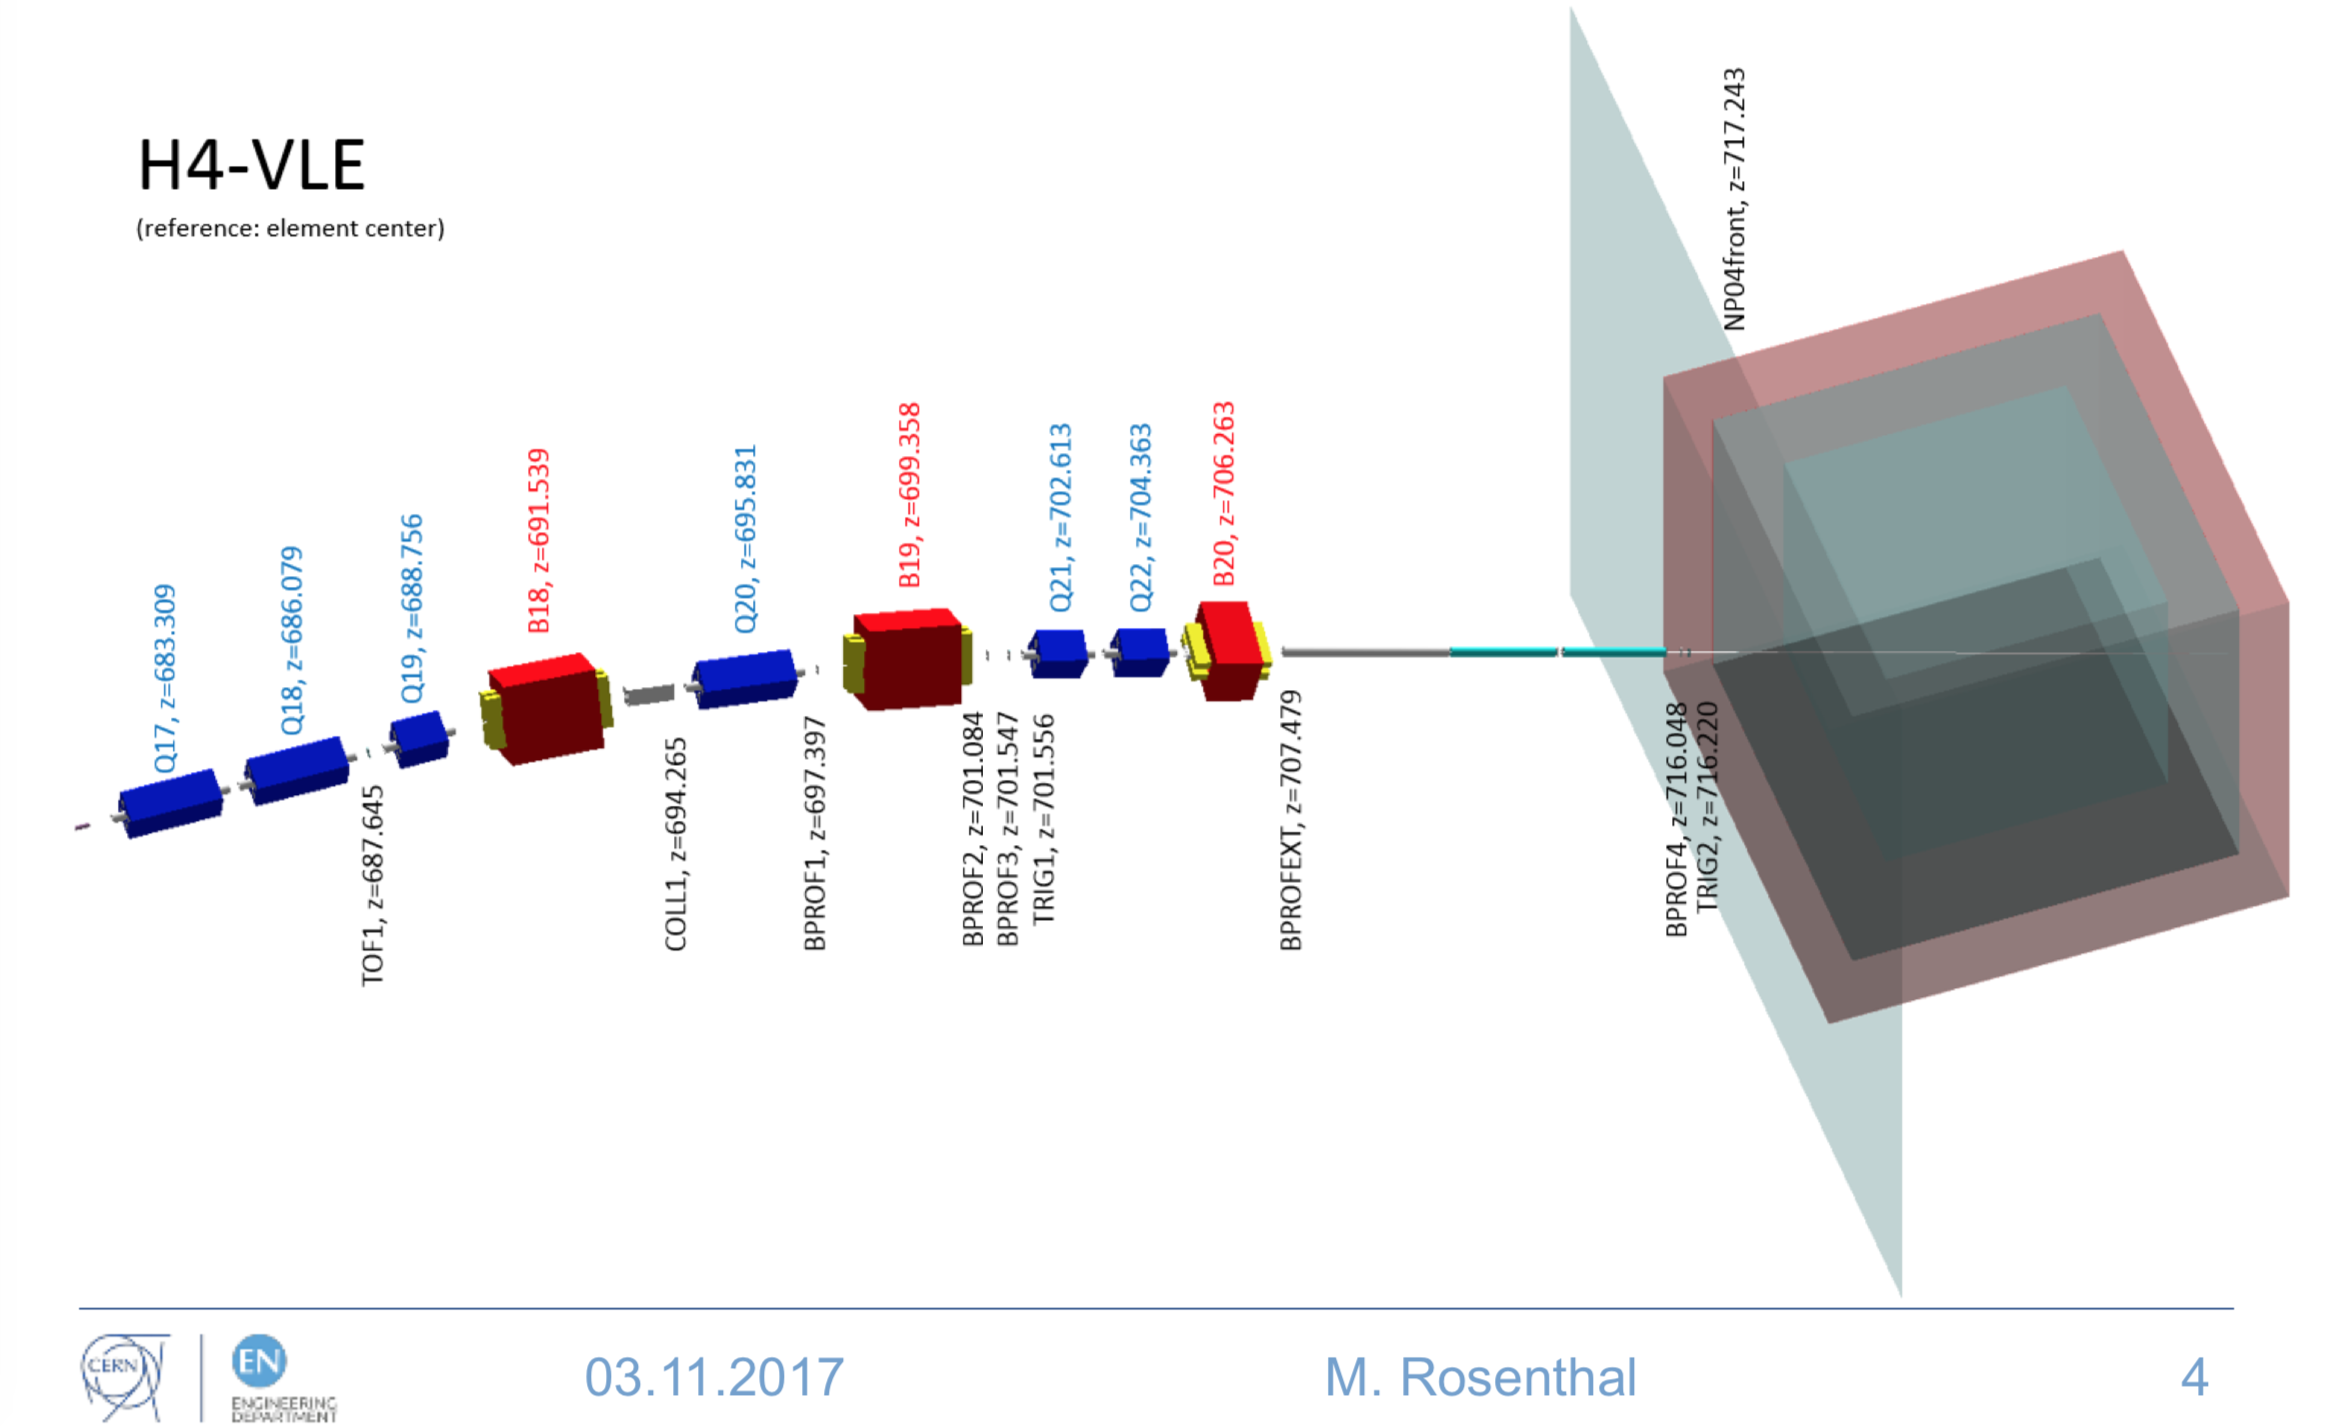 H4-VLE
(reference: element center)
Q17, z=683.309
Q18, z=686.079
Q19, z=688.756
B18, z=691.539
Q20, z=695.831
B19, z=699.358
Q21, z=702.613
Q22, z=704.363
B20, z=706.263
NP04front, z=717.243
TOF1, z=687.645
COLL1, z=694.265
BPROF1, z=697.397
BPROF2, z=701.084
BPROF3, z=701.547
TRIG1, z=701.556
BPROFEXT, z=707.479
BPROF4, z=716.048
TRIG2, z=716.220
CERN
EN
ENGINEERING
DEPARTMENT
03.11.2017
M. Rosenthal
4